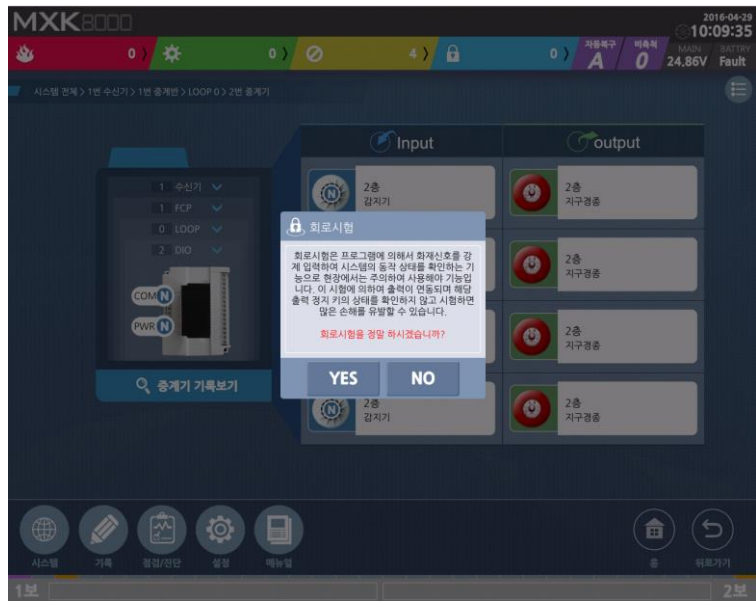 MXK8000
2016-04-29
10:09:35
0 〉 0 〉 4 〉 0 〉
자동복구 비축적 MAIN BATTRY
A 0 24.86V Fault
시스템 전체 > 1번 수신기 > 1번 중계반 > LOOP 0 > 2번 중계기
Input output
1 수신기
1 FCP
0 LOOP
2 DIO
COM N
PWR N
중계기 기록보기
N 2층
감지기
2층
지구경종
2층
지구경종
2층
지구경종
N 2층
감지기
2층
지구경종
회로시험
회로시험은 프로그램에 의해서 화재신호를 강
제 입력하여 시스템의 동작 상태를 확인하는 기
능으로 현장에서는 주의하여 사용해야 기능입
니다. 이 시험에 의하여 출력이 연동되며 해당
출력 정지 키의 상태를 확인하지 않고 시험하면
많은 손해를 유발할 수 있습니다.
회로시험을 정말 하시겠습니까?
YES NO
시스템 기록 점검/진단 설정 메뉴얼 홈 뒤로가기
1보 2보